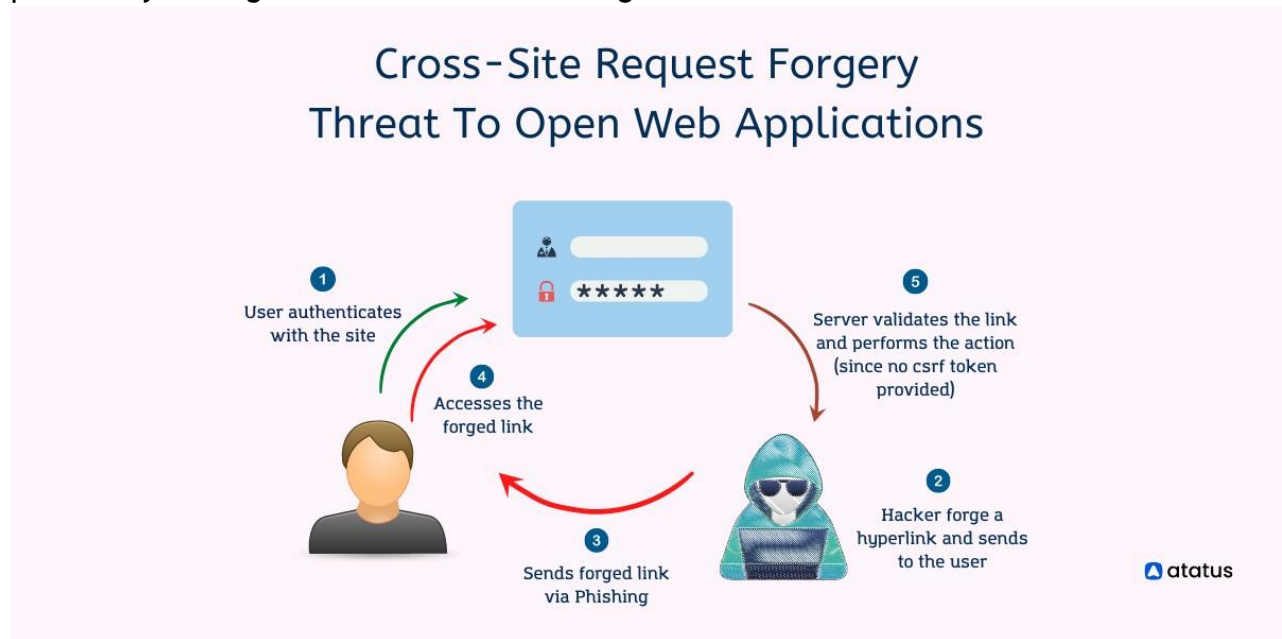 Cross-Site Request Forgery
Threat To Open Web Applications
*****
1
User authenticates
with the site
4
Accesses the
forged link
5
Server validates the link
and performs the action
(since no csrf token
provided)
2
Hacker forge a
hyperlink and sends
to the user
3
Sends forged link
via Phishing
atatus